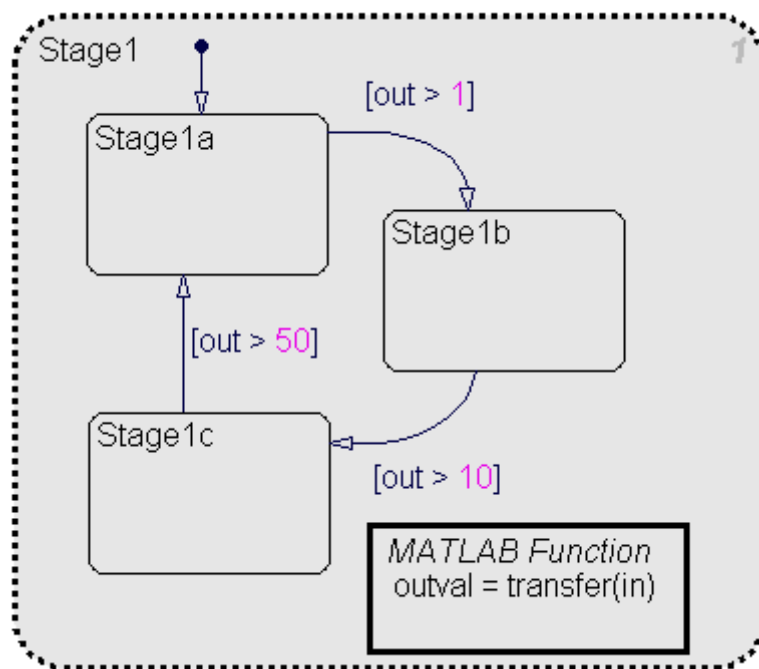 Stage1
1
[out > 1]
Stage1a
Stage1b
[out > 50]
Stage1c
[out > 10]
MATLAB Function
outval = transfer(in)